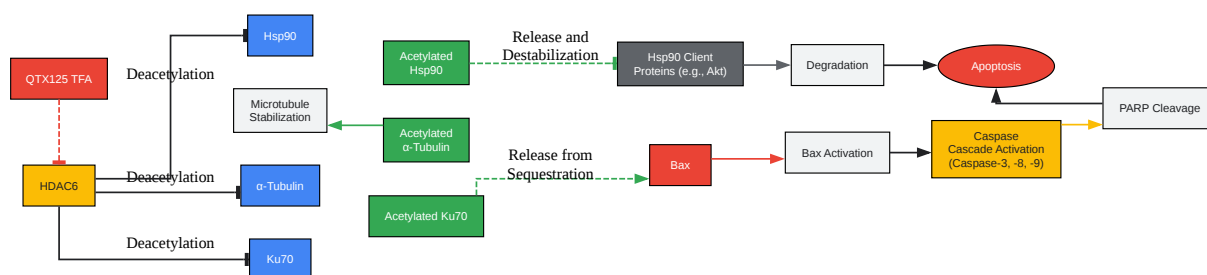 QTX125 TFA
HDAC6
Deacetylation
Hsp90
Deacetylation
α-Tubulin
Deacetylation
Ku70
Acetylated
Hsp90
Release and
Destabilization
Hsp90 Client
Proteins (e.g., Akt)
Degradation
Apoptosis
Microtubule
Stabilization
Acetylated
α-Tubulin
Acetylated Ku70
Release from
Sequestration
Bax
Bax Activation
Caspase
Cascade Activation
(Caspase-3, -8, -9)
PARP Cleavage